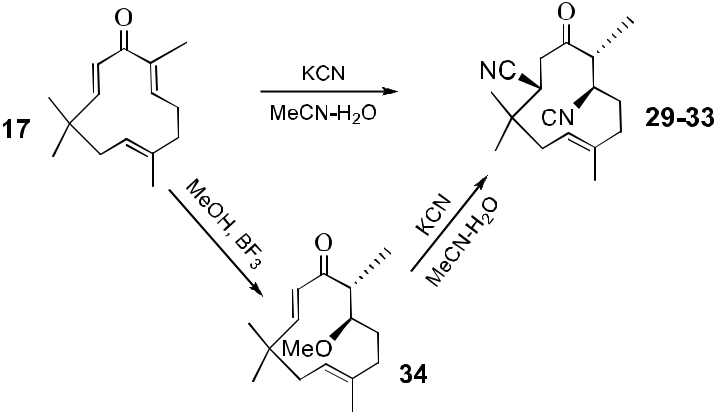 O
O
KCN
NC
MeCN-H₂O
17
CN
29-33
MeOH, BF₃
KCN
MeCN-H₂O
O
MeO
34